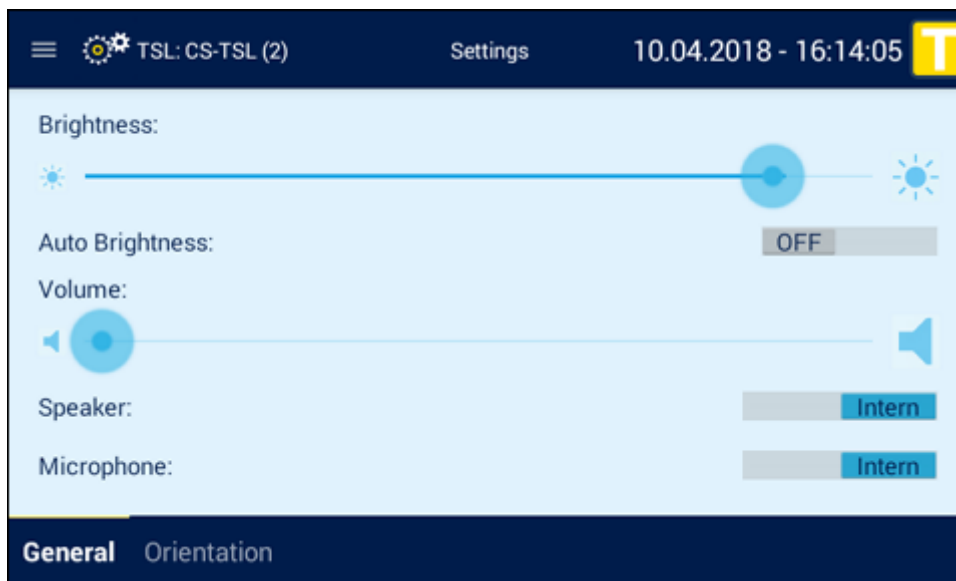 TSL: CS-TSL (2) Settings 10.04.2018 - 16:14:05 T
Brightness:
Auto Brightness: OFF
Volume:
Speaker: Intern
Microphone: Intern
General Orientation